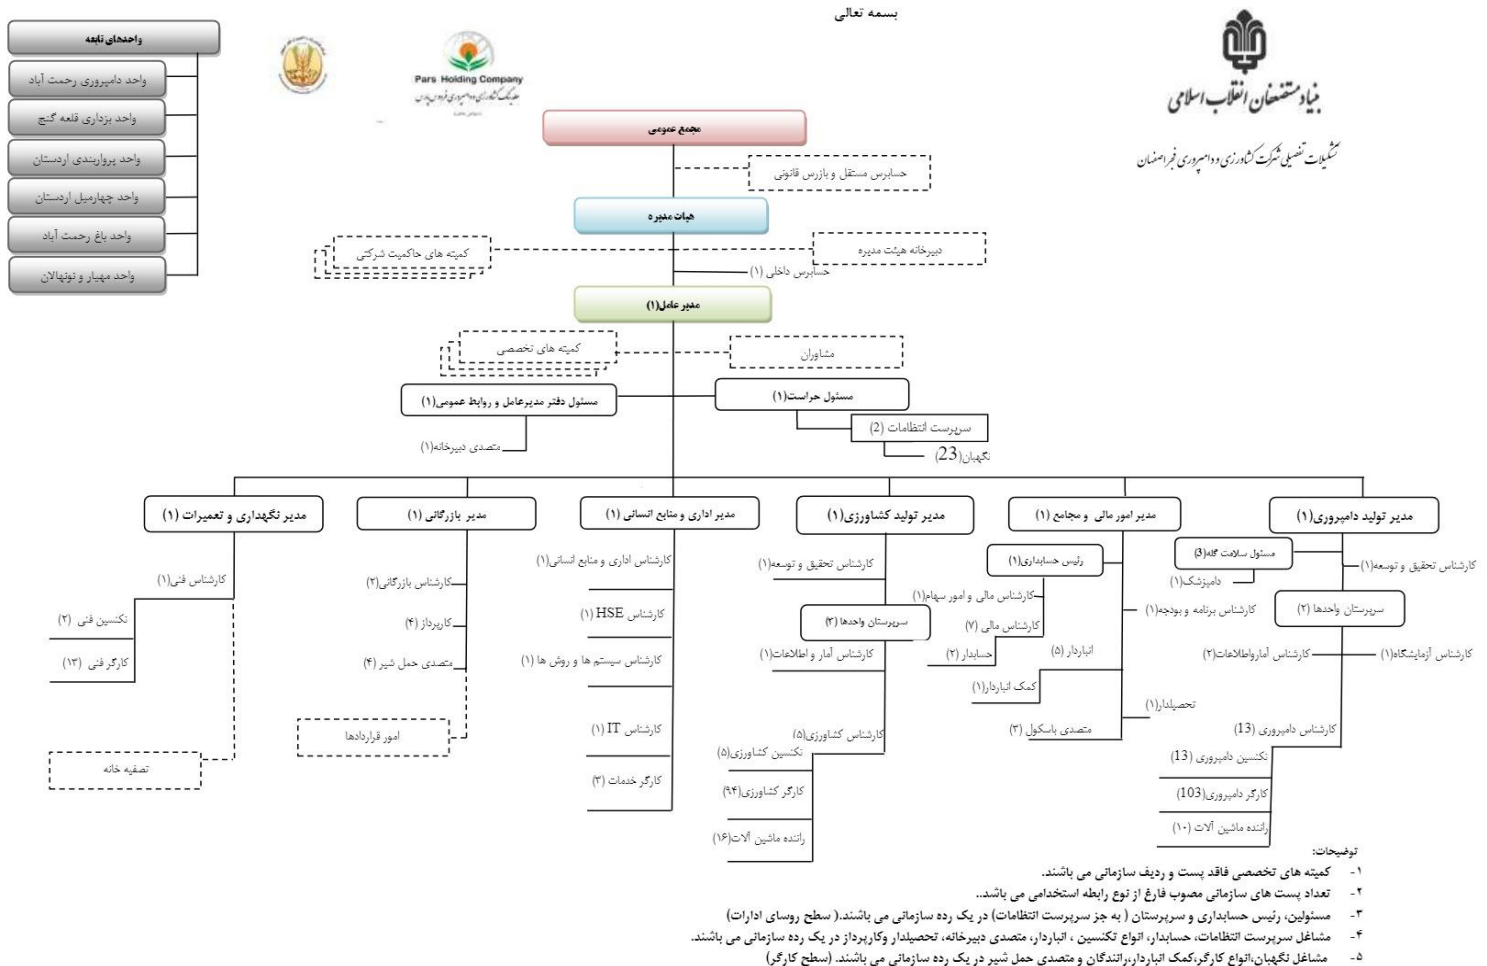 بسمه تعالی
بنیاد مستضعفان انقلاب اسلامی
تشکیلات تفصیلی شرکت کشاورزی و دامپروری فجر اصفهان
Pars Holding Company
هلدینگ کشاورزی و دامپروری فردوس پارس
واحدهای تابعه
واحد دامپروری رحمت آباد
واحد بزداری قلعه گنج
واحد پرواربندی اردستان
واحد چهارمیل اردستان
واحد باغ رحمت آباد
واحد مهیار و نونهالان
مجمع عمومی
حسابرس مستقل و بازرس قانونی
هیات مدیره
دبیرخانه هیئت مدیره
کمیته های حاکمیت شرکتی
حسابرس داخلی (۱)
مدیر عامل(۱)
مشاوران
کمیته های تخصصی
مسئول حراست(۱)
سرپرست انتظامات (2)
نگهبان(23)
مسئول دفتر مدیرعامل و روابط عمومی(۱)
متصدی دبیرخانه(۱)
مدیر تولید دامپروری(۱)
مسئول سلامت گله(3)
دامپزشک(۱)
کارشناس تحقیق و توسعه(۱)
سرپرستان واحدها (۲)
کارشناس آزمایشگاه(۱)
کارشناس آمارواطلاعات(۲)
کارشناس دامپروری (13)
تکنسین دامپروری (13)
کارگر دامپروری(103)
راننده ماشین آلات (۱۰)
مدیر امور مالی و مجامع (۱)
رئیس حسابداری(۱)
کارشناس مالی و امور سهام(۱)
کارشناس مالی (۷)
حسابدار (۲)
کارشناس برنامه و بودجه(۱)
انباردار (۵)
کمک انباردار(۱)
تحصیلدار(۱)
متصدی باسکول (۳)
مدیر تولید کشاورزی(۱)
کارشناس تحقیق و توسعه(۱)
سرپرستان واحدها (۳)
کارشناس آمار و اطلاعات(۱)
کارشناس کشاورزی(۵)
تکنسین کشاورزی(۵)
کارگر کشاورزی(۹۴)
راننده ماشین آلات(۱۶)
مدیر اداری و منابع انسانی (۱)
کارشناس اداری و منابع انسانی(۱)
کارشناس HSE (۱)
کارشناس سیستم ها و روش ها (۱)
کارشناس IT (۱)
کارگر خدمات (۳)
مدیر بازرگانی (۱)
کارشناس بازرگانی(۲)
کارپرداز (۴)
متصدی حمل شیر (۴)
امور قراردادها
مدیر نگهداری و تعمیرات (۱)
کارشناس فنی(۱)
تکنسین فنی (۲)
کارگر فنی (۱۳)
تصفیه خانه
توضیحات:
۱- کمیته های تخصصی فاقد پست و ردیف سازمانی می باشند.
۲- تعداد پست های سازمانی مصوب فارغ از نوع رابطه استخدامی می باشد..
۳- مسئولین، رئیس حسابداری و سرپرستان ( به جز سرپرست انتظامات) در یک رده سازمانی می باشند.( سطح روسای ادارات)
۴- مشاغل سرپرست انتظامات، حسابدار، انواع تکنسین ، انباردار، متصدی دبیرخانه، تحصیلدار وکارپرداز در یک رده سازمانی می باشند.
۵- مشاغل نگهبان،انواع کارگر،کمک انباردار،رانندگان و متصدی حمل شیر در یک رده سازمانی می باشند. (سطح کارگر)